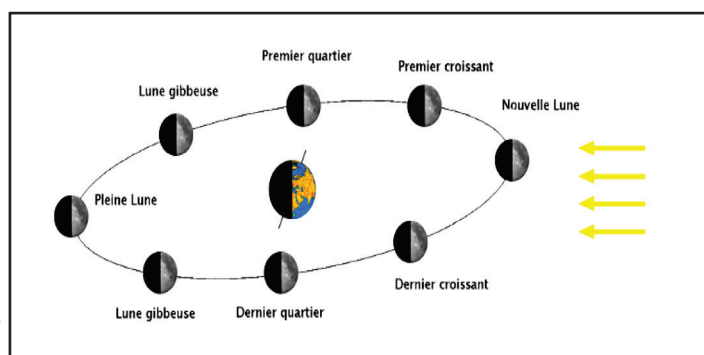 Premier quartier
Premier croissant
Lune gibbeuse
Nouvelle Lune
Pleine Lune
Dernier croissant
Lune gibbeuse
Dernier quartier